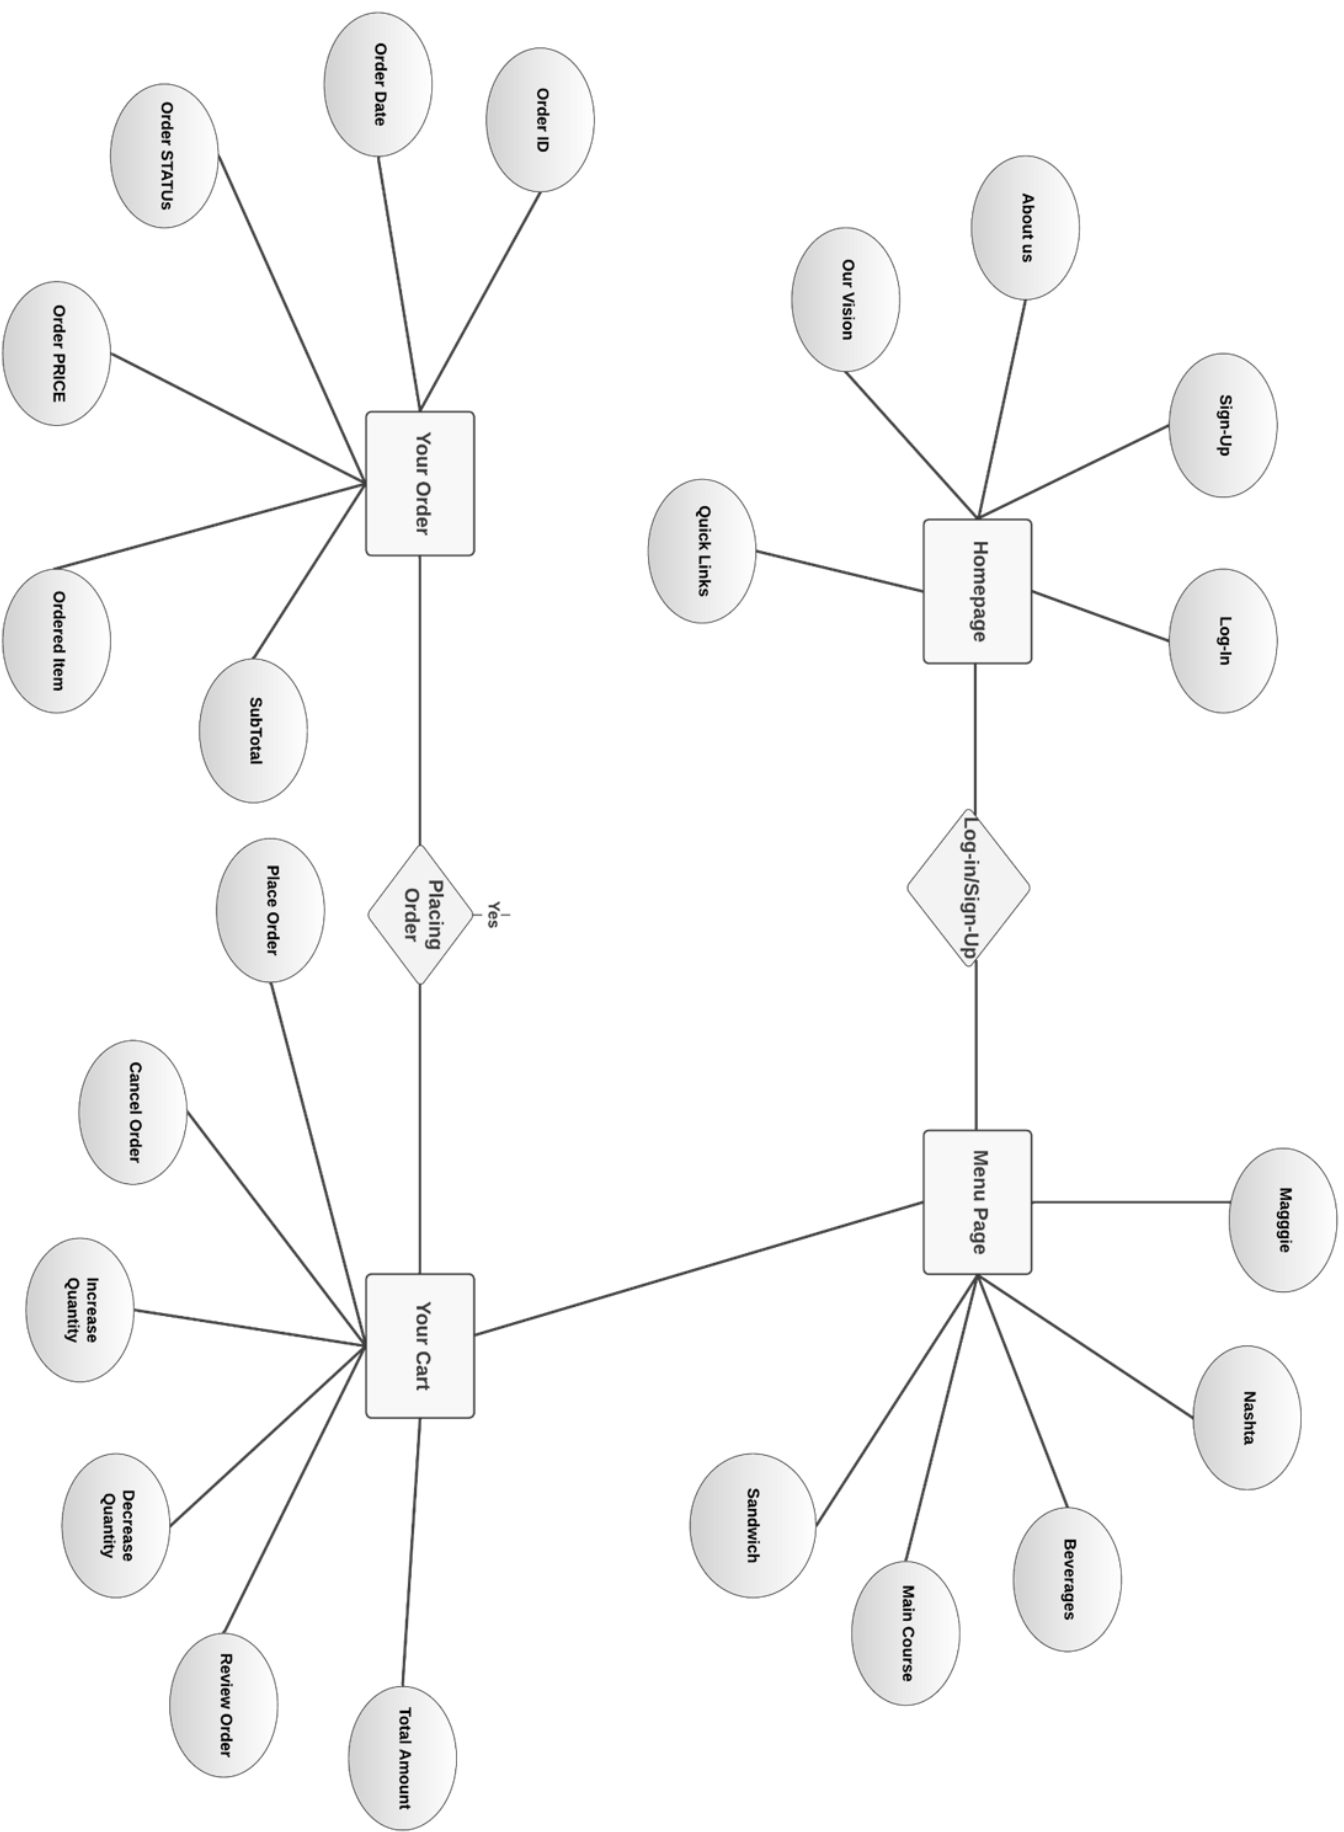 Sign-Up
Log-In
Magggie
Nashta
About us
Beverages
Homepage
Log-in/Sign-Up
Menu Page
Our Vision
Main Course
Quick Links
Sandwich
Order ID
Yes
Your Order
Placing
Order
Your Cart
Order Date
Total Amount
SubTotal
Place Order
Review Order
Order STATUs
Cancel Order
Decrease
Quantity
Increase
Quantity
Order PRICE
Ordered Item